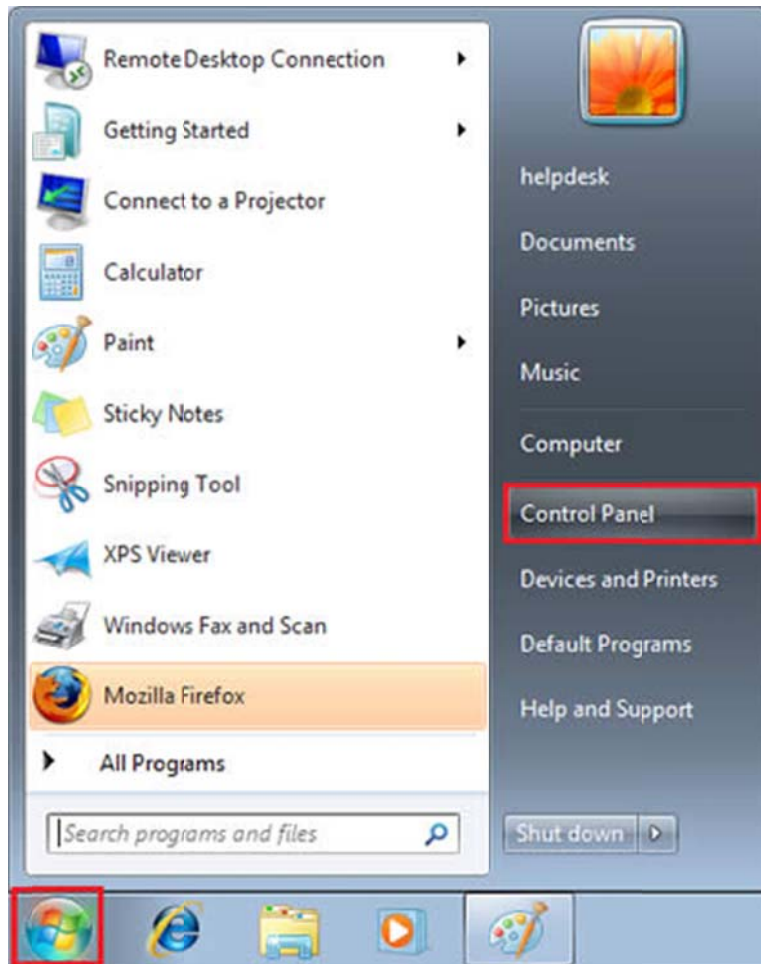 Remote Desktop Connection
Getting Started
Connect to a Projector
Calculator
Paint
Sticky Notes
Snipping Tool
XPS Viewer
Windows Fax and Scan
Mozilla Firefox
All Programs
Search programs and files
helpdesk
Documents
Pictures
Music
Computer
Control Panel
Devices and Printers
Default Programs
Help and Support
Shut down